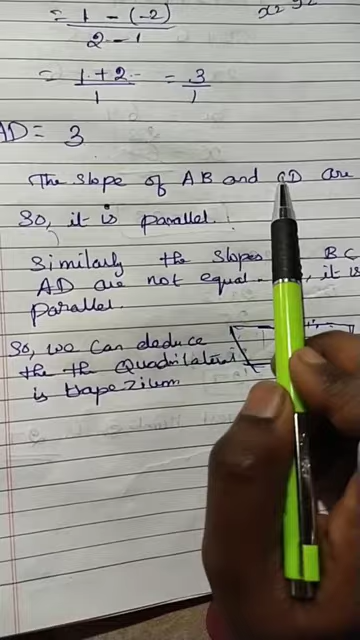 = 1 - (-2)
2 - 1
= 1 + 2 = 3
1 1
AD = 3
The slope of AB and CD are
So, it is parallel.
Similarly the slopes BC
AD are not equal. it is
parallel.
So, we can deduce
the the Quadrilateral
is trapezium